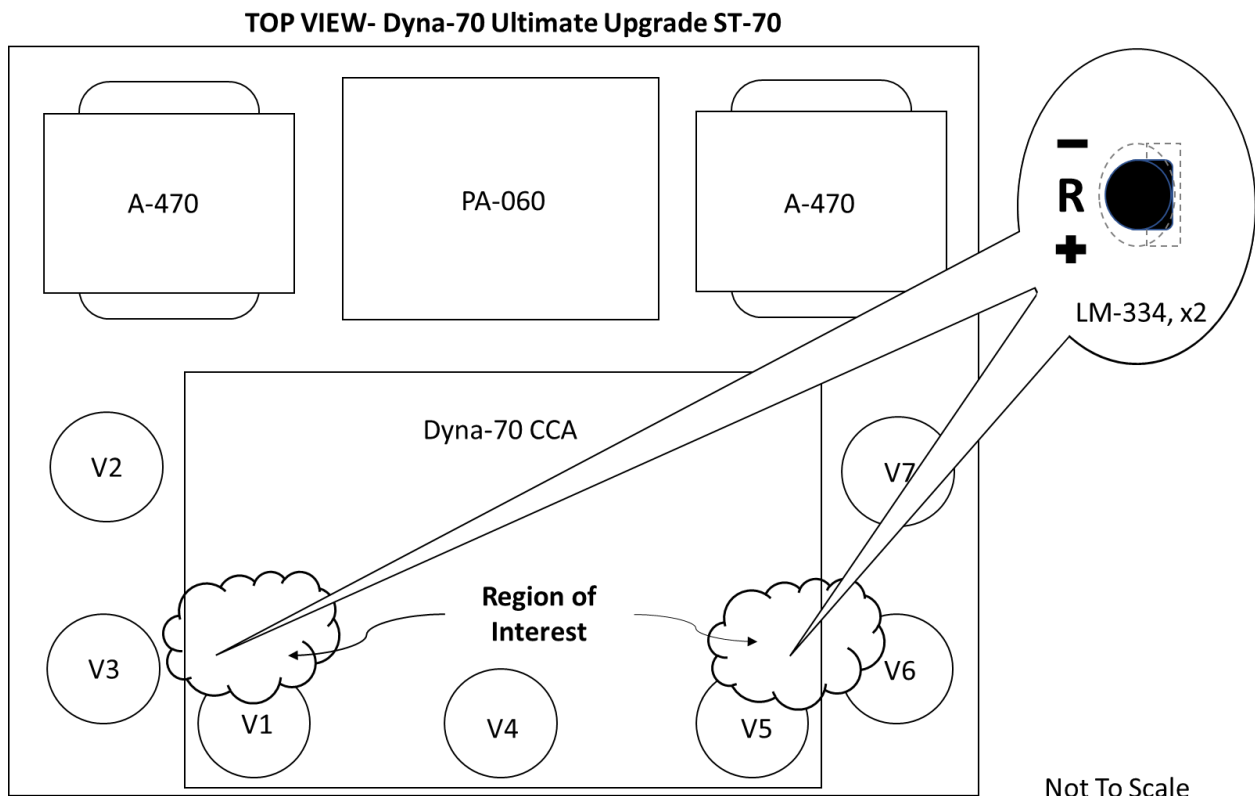 TOP VIEW- Dyna-70 Ultimate Upgrade ST-70
A-470
PA-060
A-470
–
R
+
LM-334, x2
Dyna-70 CCA
V2
V7
Region of
Interest
V3
V6
V1
V4
V5
Not To Scale